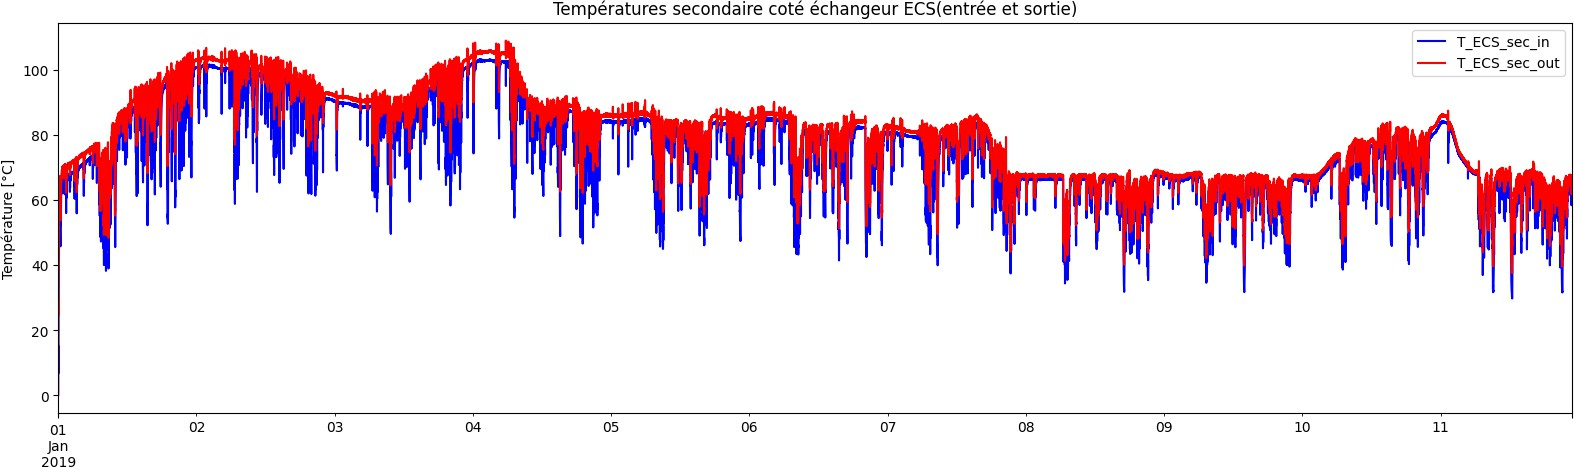 Températures secondaire coté échangeur ECS(entrée et sortie)
T_ECS_sec_in
T_ECS_sec_out
Température [°C]
100
80
60
40
20
0
01 02 03 04 05 06 07 08 09 10 11
Jan
2019